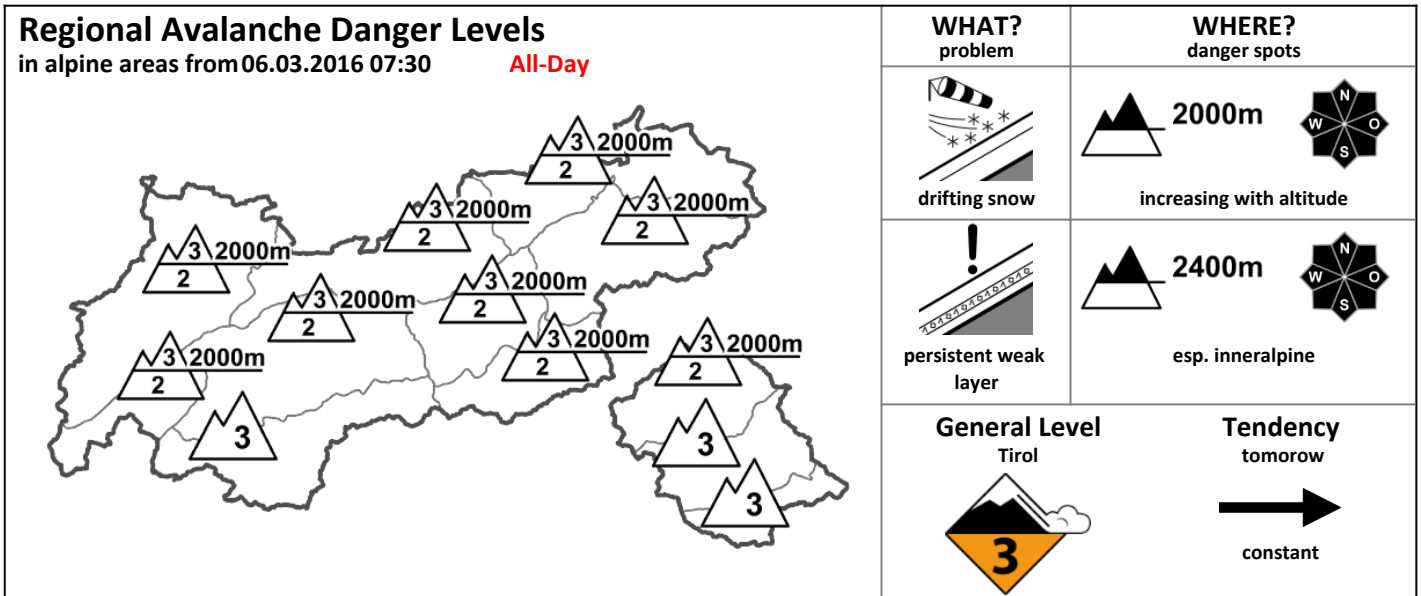 Regional Avalanche Danger Levels
in alpine areas from 06.03.2016 07:30 All-Day
3 2000m
2
3 2000m
2
3 2000m
2
3 2000m
2
3 2000m
2
3 2000m
2
3 2000m
2
3 2000m
2
3 2000m
2
3 2000m
2
3
3
3
WHAT?
problem
WHERE?
danger spots
drifting snow
2000m
N
W O
S
increasing with altitude
!
persistent weak
layer
2400m
N
W O
S
esp. inneralpine
General Level
Tirol
3
Tendency
tomorow
constant